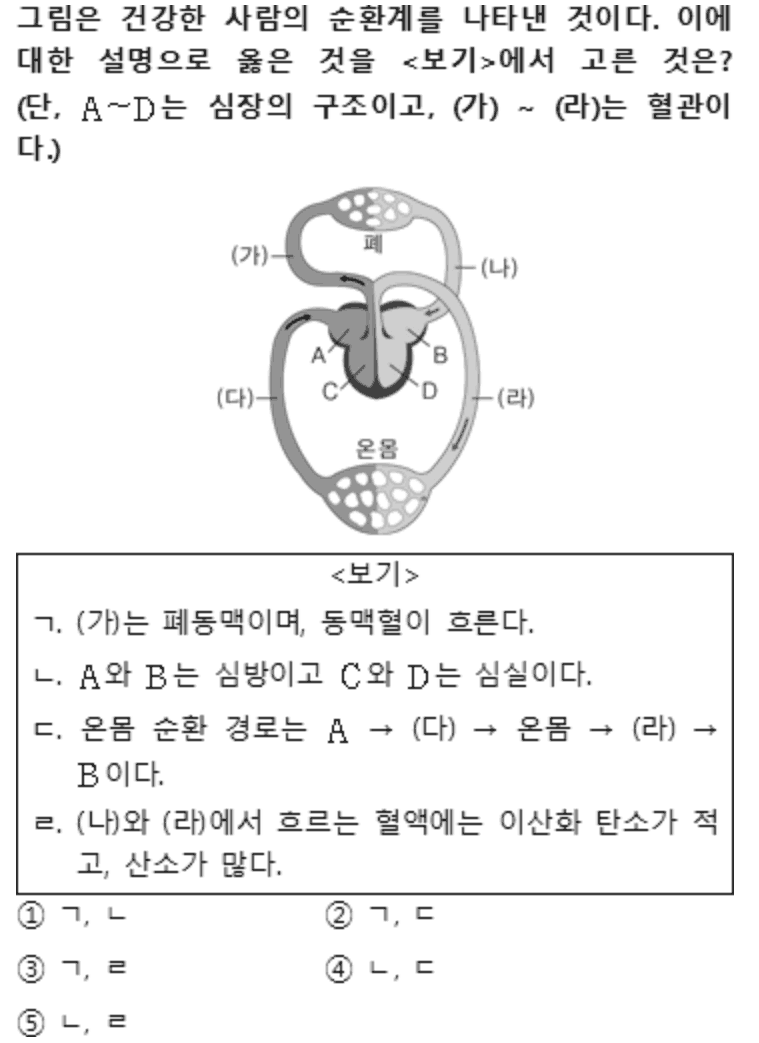 그림은 건강한 사람의 순환계를 나타낸 것이다. 이에
대한 설명으로 옳은 것을 <보기>에서 고른 것은?
(단, A~D는 심장의 구조이고, (가) ~ (라)는 혈관이
다.)
폐
(가)
(나)
A
B
C
D
(다)
(라)
온몸
<보기>
ㄱ. (가)는 폐동맥이며, 동맥혈이 흐른다.
ㄴ. A와 B는 심방이고 C와 D는 심실이다.
ㄷ. 온몸 순환 경로는 A → (다) → 온몸 → (라) →
B이다.
ㄹ. (나)와 (라)에서 흐르는 혈액에는 이산화 탄소가 적
고, 산소가 많다.
① ㄱ, ㄴ ② ㄱ, ㄷ
③ ㄱ, ㄹ ④ ㄴ, ㄷ
⑤ ㄴ, ㄹ